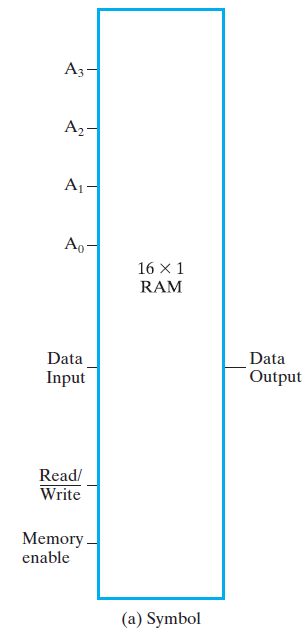 A₃
A₂
A₁
A₀
16 × 1
RAM
Data
Input
Data
Output
Read/
Write
Memory
enable
(a) Symbol